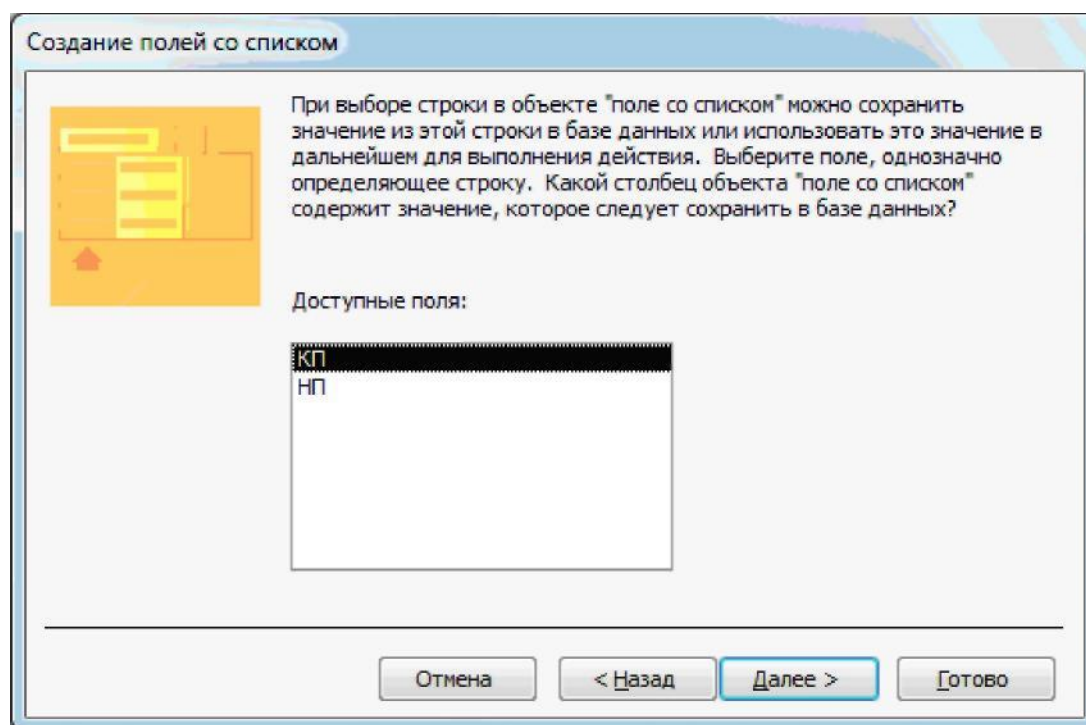 Создание полей со списком
При выборе строки в объекте "поле со списком" можно сохранить
значение из этой строки в базе данных или использовать это значение в
дальнейшем для выполнения действия.  Выберите поле, однозначно
определяющее строку.  Какой столбец объекта "поле со списком"
содержит значение, которое следует сохранить в базе данных?
Доступные поля:
КП
НП
Отмена
< Назад
Далее >
Готово